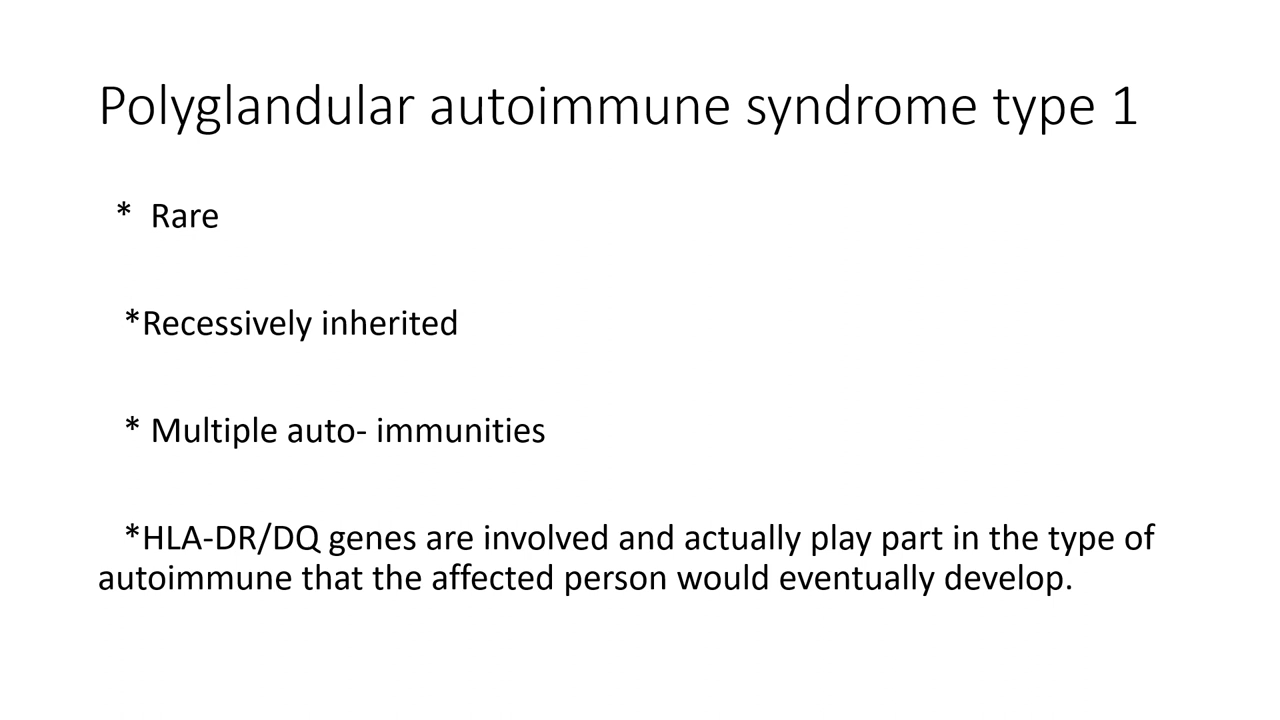 Polyglandular autoimmune syndrome type 1
* Rare
*Recessively inherited
* Multiple auto- immunities
*HLA-DR/DQ genes are involved and actually play part in the type of
autoimmune that the affected person would eventually develop.